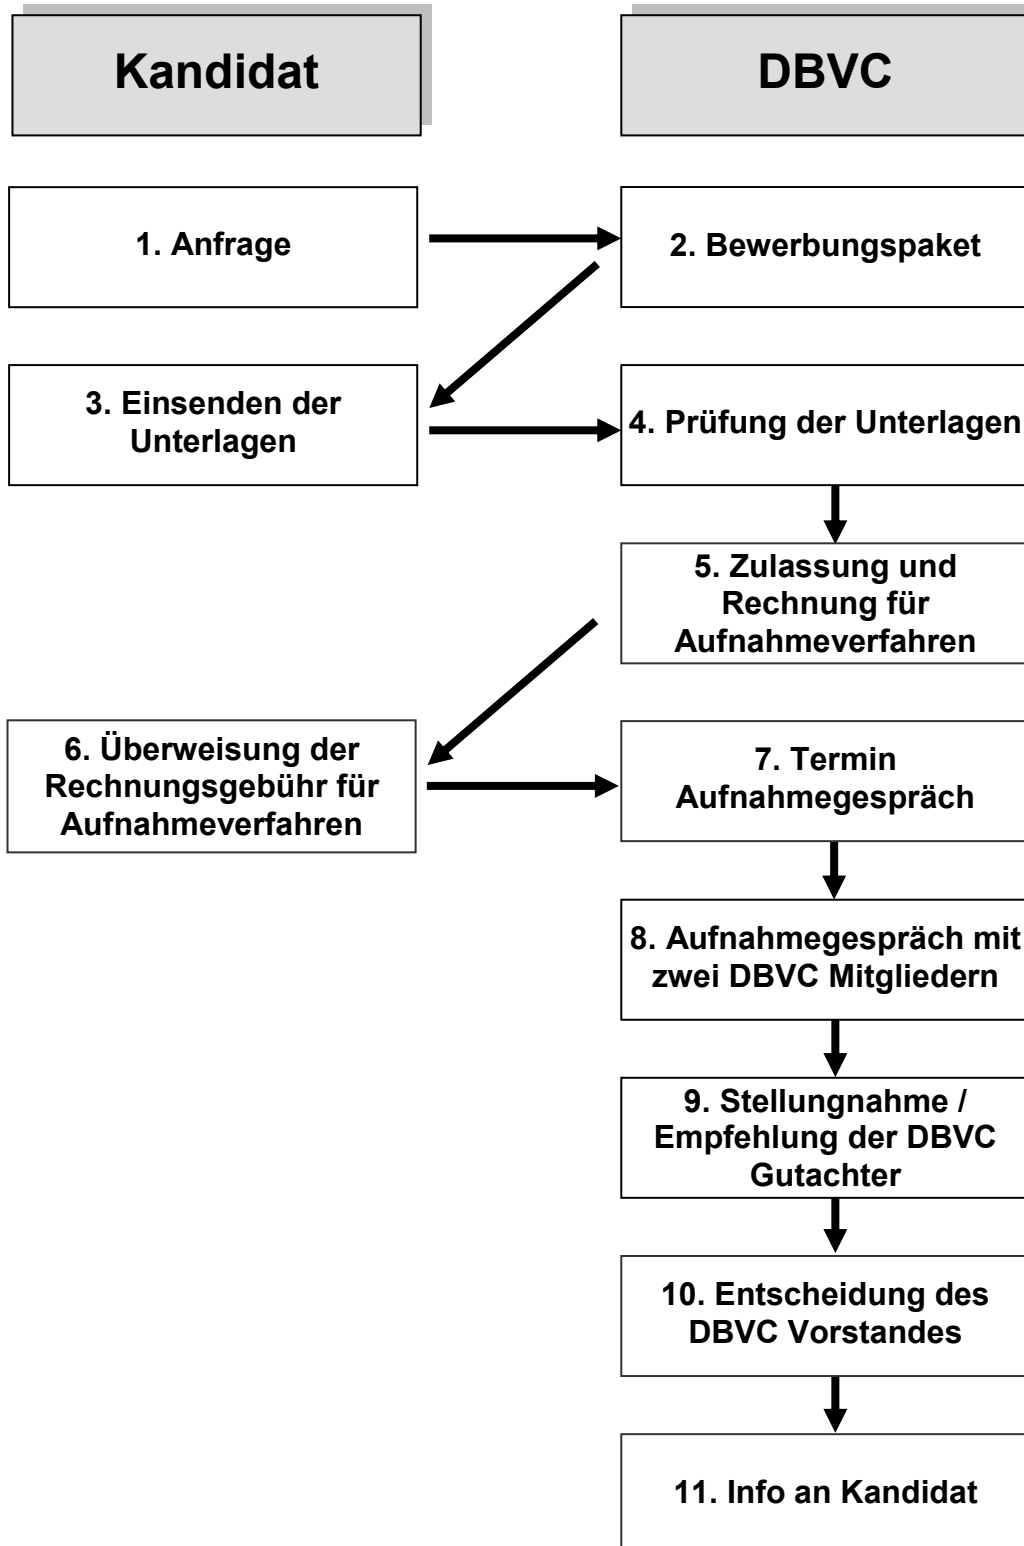 Kandidat
DBVC
1. Anfrage
2. Bewerbungspaket
3. Einsenden der
Unterlagen
4. Prüfung der Unterlagen
5. Zulassung und
Rechnung für
Aufnahmeverfahren
6. Überweisung der
Rechnungsgebühr für
Aufnahmeverfahren
7. Termin
Aufnahmegespräch
8. Aufnahmegespräch mit
zwei DBVC Mitgliedern
9. Stellungnahme /
Empfehlung der DBVC
Gutachter
10. Entscheidung des
DBVC Vorstandes
11. Info an Kandidat